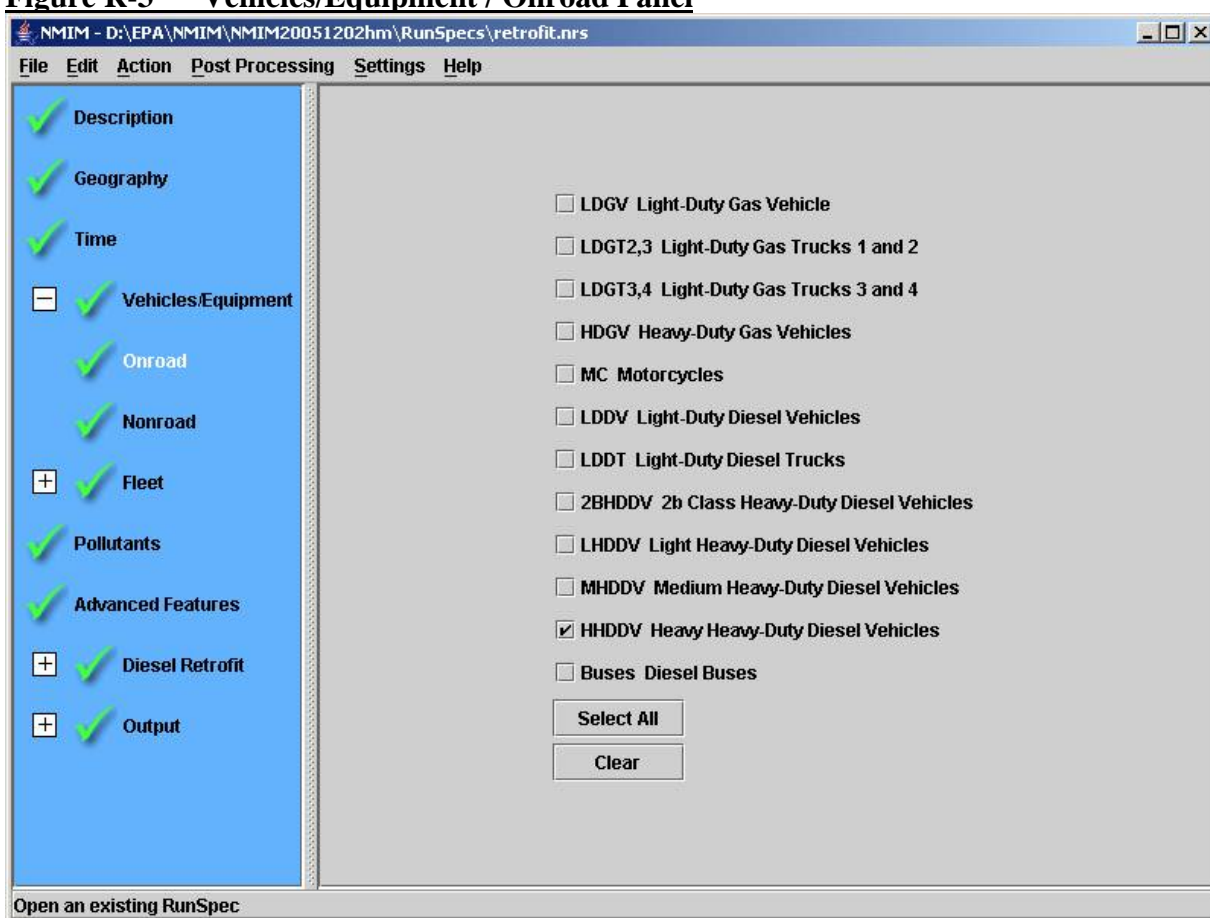 Figure R-3 Vehicles/Equipment / Onroad Panel
NMIM - D:\EPA\NMIM\NMIM20051202hm\RunSpecs\retrofit.nrs
File Edit Action Post Processing Settings Help
Description
Geography
Time
Vehicles/Equipment
Onroad
Nonroad
Fleet
Pollutants
Advanced Features
Diesel Retrofit
Output
LDGV Light-Duty Gas Vehicle
LDGT2,3 Light-Duty Gas Trucks 1 and 2
LDGT3,4 Light-Duty Gas Trucks 3 and 4
HDGV Heavy-Duty Gas Vehicles
MC Motorcycles
LDDV Light-Duty Diesel Vehicles
LDDT Light-Duty Diesel Trucks
2BHDDV 2b Class Heavy-Duty Diesel Vehicles
LHDDV Light Heavy-Duty Diesel Vehicles
MHDDV Medium Heavy-Duty Diesel Vehicles
HHDDV Heavy Heavy-Duty Diesel Vehicles
Buses Diesel Buses
Select All
Clear
Open an existing RunSpec